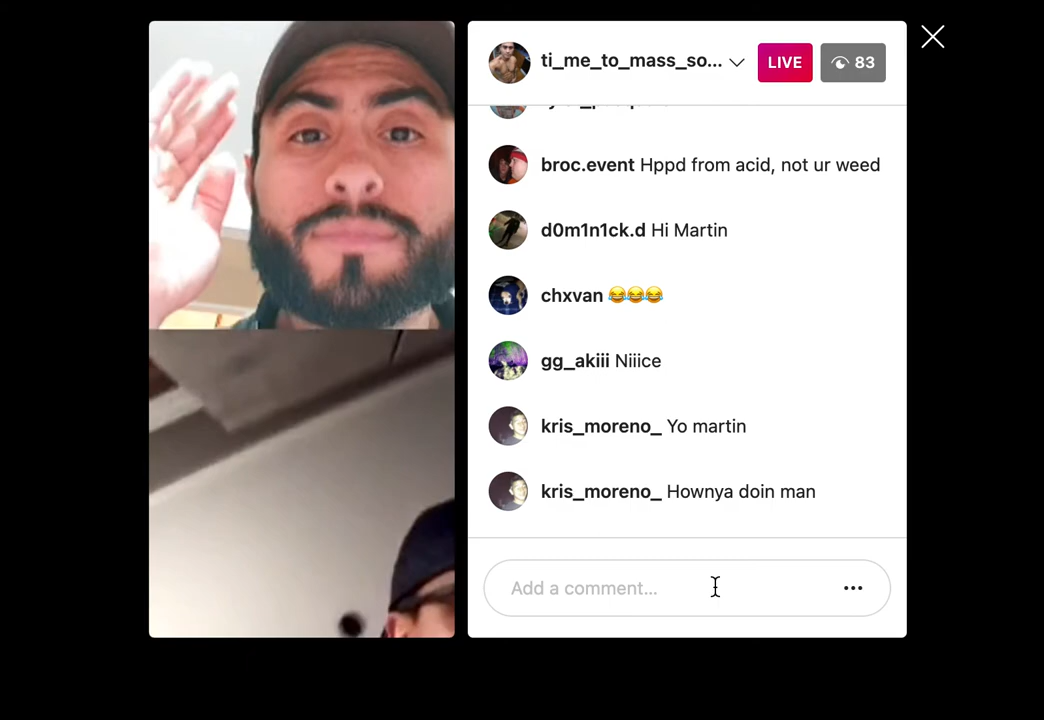 ti_me_to_mass_so...
LIVE
83
broc.event Hppd from acid, not ur weed
d0m1n1ck.d Hi Martin
chxvan 😂😂😂
gg_akiii Niiice
kris_moreno_ Yo martin
kris_moreno_ Hownya doin man
Add a comment...